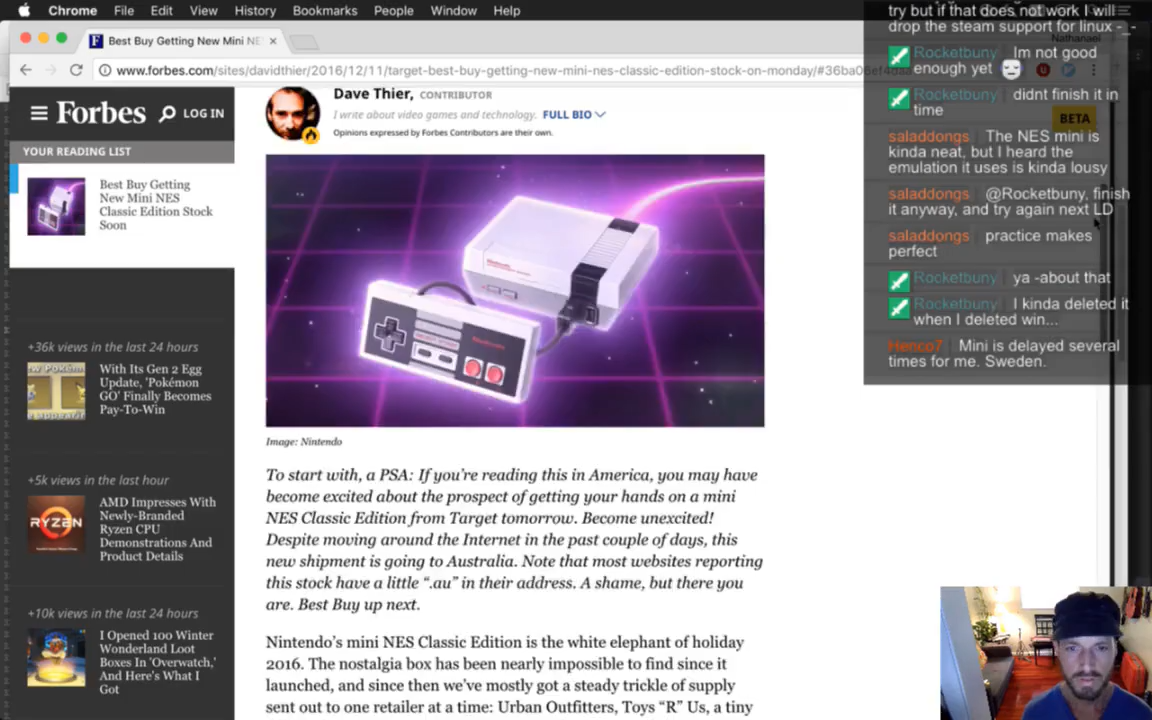 Chrome File Edit View History Bookmarks People Window Help
Best Buy Getting New Mini NE
Nathanael
www.forbes.com/sites/davidthier/2016/12/11/target-best-buy-getting-new-mini-nes-classic-edition-stock-on-monday/#36ba06ef4daa
Forbes
LOG IN
YOUR READING LIST
Best Buy Getting
New Mini NES
Classic Edition Stock
Soon
+36k views in the last 24 hours
With Its Gen 2 Egg
Update, 'Pokémon
GO' Finally Becomes
Pay-To-Win
+5k views in the last hour
AMD Impresses With
Newly-Branded
Ryzen CPU
Demonstrations And
Product Details
RYZEN
+10k views in the last 24 hours
I Opened 100 Winter
Wonderland Loot
Boxes In 'Overwatch,'
And Here's What I
Got
Dave Thier, CONTRIBUTOR
I write about video games and technology. FULL BIO
Opinions expressed by Forbes Contributors are their own.
Image: Nintendo
To start with, a PSA: If you're reading this in America, you may have
become excited about the prospect of getting your hands on a mini
NES Classic Edition from Target tomorrow. Become unexcited!
Despite moving around the Internet in the past couple of days, this
new shipment is going to Australia. Note that most websites reporting
this stock have a little “.au” in their address. A shame, but there you
are. Best Buy up next.
Nintendo's mini NES Classic Edition is the white elephant of holiday
2016. The nostalgia box has been nearly impossible to find since it
launched, and since then we've mostly got a steady trickle of supply
sent out to one retailer at a time: Urban Outfitters, Toys “R” Us, a tiny
try but if that does not work I will
drop the steam support for linux -_-
Rocketbuny Im not good
enough yet
Rocketbuny didnt finish it in
time
BETA
saladdongs The NES mini is
kinda neat, but I heard the
emulation it uses is kinda lousy
saladdongs @Rocketbuny, finish
it anyway, and try again next LD
saladdongs practice makes
perfect
Rocketbuny ya -about that
Rocketbuny I kinda deleted it
when I deleted win...
Henco7 Mini is delayed several
times for me. Sweden.